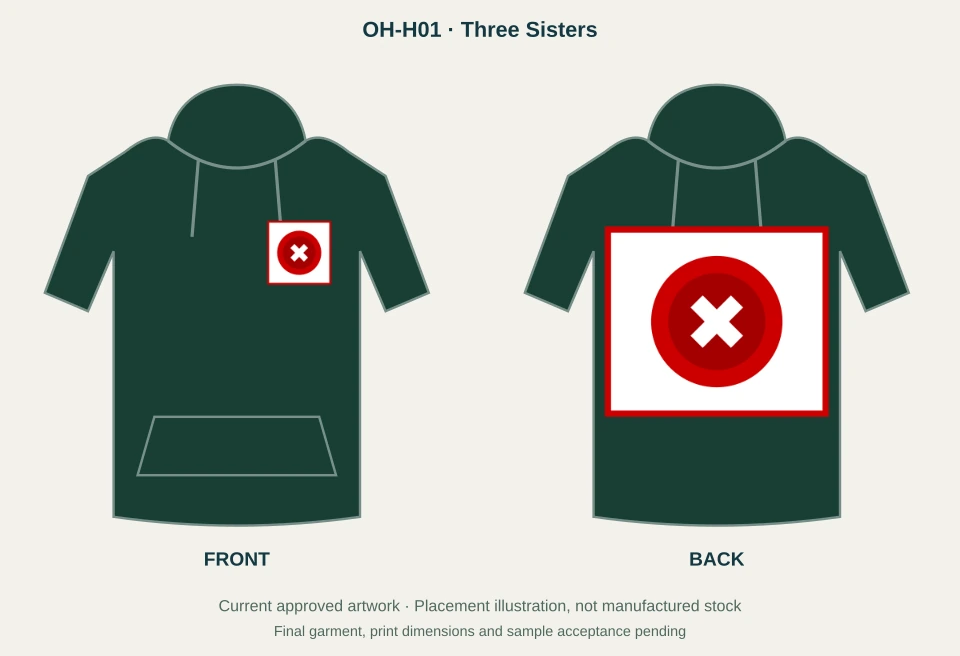 OH-H01 · Three Sisters
FRONT
BACK
Current approved artwork · Placement illustration, not manufactured stock
Final garment, print dimensions and sample acceptance pending